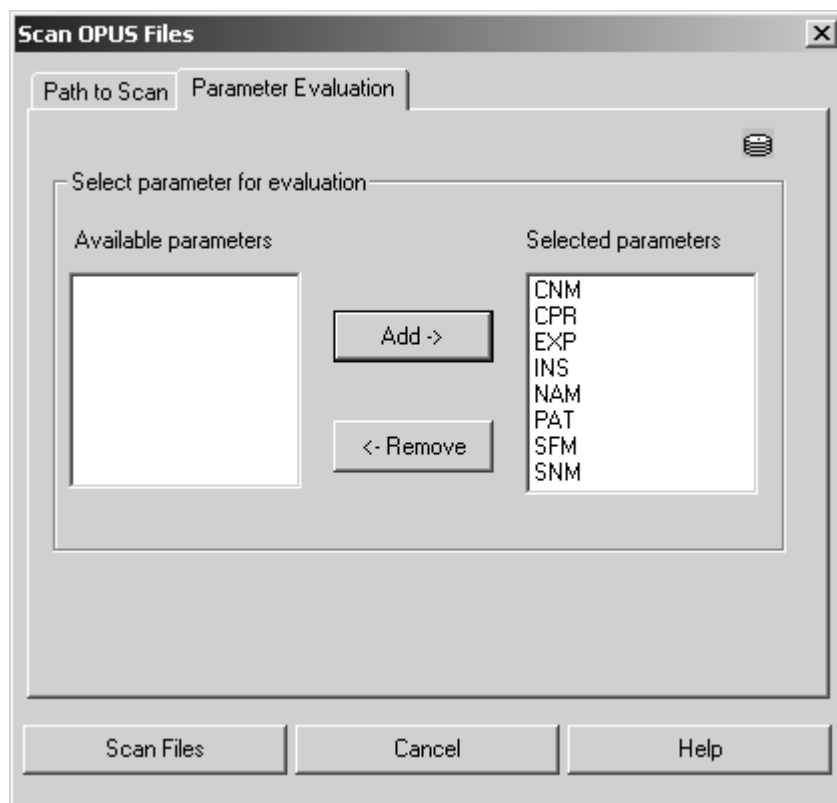 Scan OPUS Files
Path to Scan
Parameter Evaluation
Select parameter for evaluation
Available parameters
Selected parameters
Add ->
<- Remove
CNM
CPR
EXP
INS
NAM
PAT
SFM
SNM
Scan Files
Cancel
Help